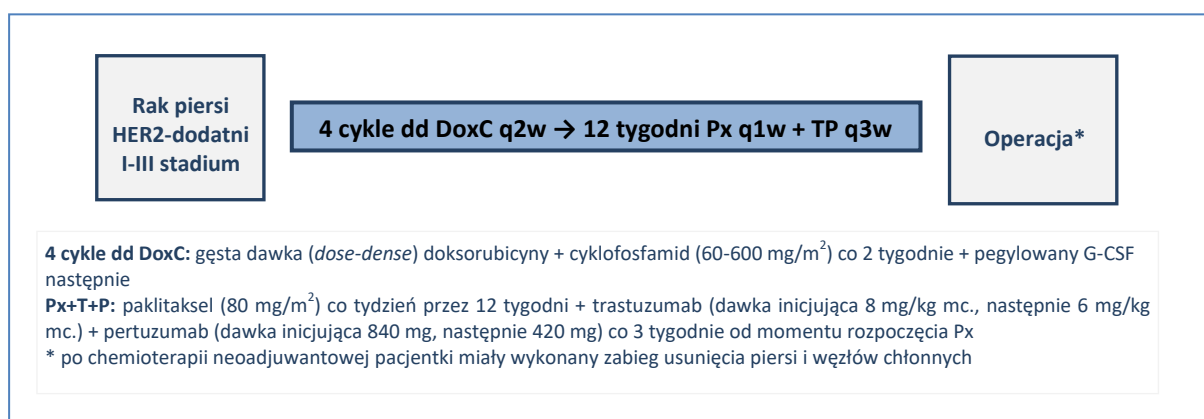 Rak piersi
HER2-dodatni
I-III stadium
4 cykle dd DoxC q2w → 12 tygodni Px q1w + TP q3w
Operacja*
4 cykle dd DoxC: gęsta dawka (dose-dense) doksorubicyny + cyklofosfamid (60-600 mg/m²) co 2 tygodnie + pegylowany G-CSF
następnie
Px+T+P: paklitaksel (80 mg/m²) co tydzień przez 12 tygodni + trastuzumab (dawka inicjująca 8 mg/kg mc., następnie 6 mg/kg
mc.) + pertuzumab (dawka inicjująca 840 mg, następnie 420 mg) co 3 tygodnie od momentu rozpoczęcia Px
* po chemioterapii neoadjuwantowej pacjentki miały wykonany zabieg usunięcia piersi i węzłów chłonnych